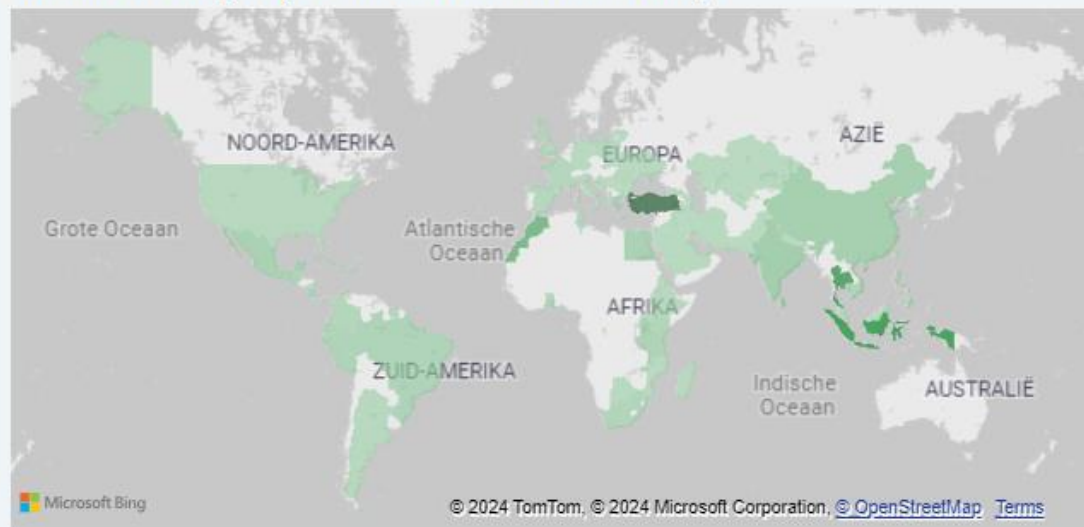 NOORD-AMERIKA
EUROPA
AZIË
Grote Oceaan
Atlantische
Oceaan
AFRIKA
ZUID-AMERIKA
Indische
Oceaan
AUSTRALIË
Microsoft Bing
© 2024 TomTom, © 2024 Microsoft Corporation, © OpenStreetMap Terms